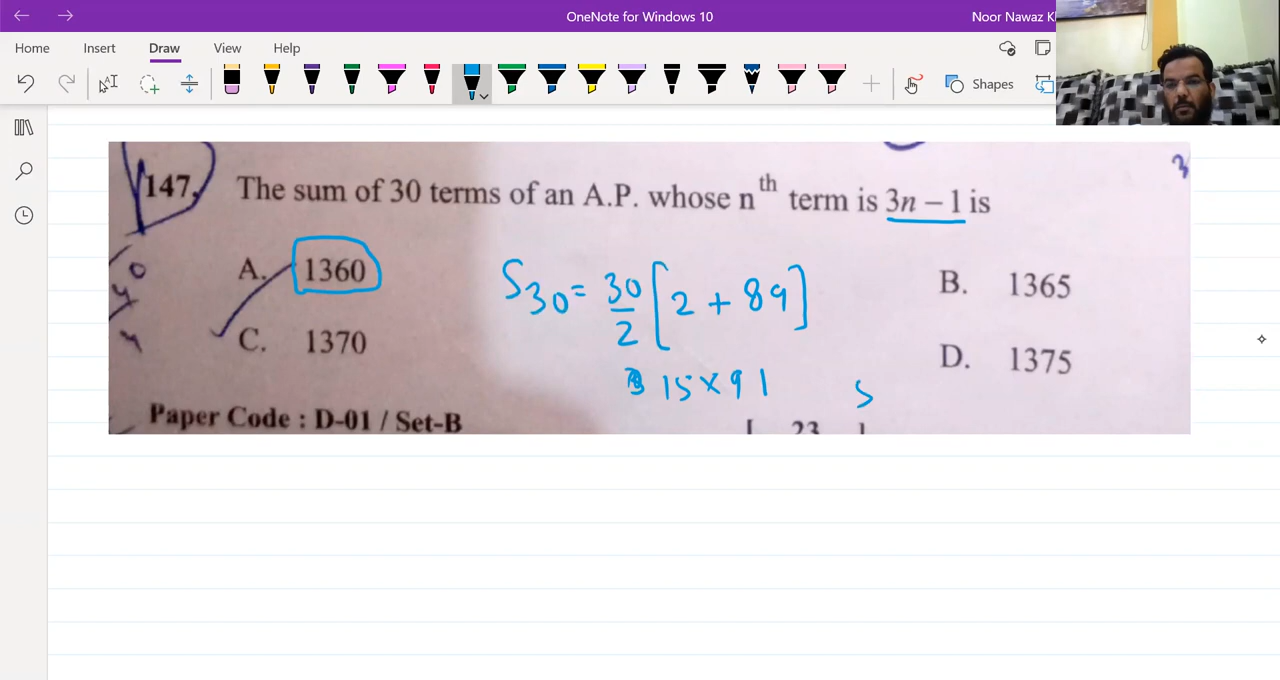 OneNote for Windows 10
Noor Nawaz K
Home Insert Draw View Help
Shapes
147. The sum of 30 terms of an A.P. whose nth term is 3n – 1 is
A. 1360
B. 1365
C. 1370
D. 1375
S30 = 30/2 [2 + 89]
15 × 91
S
Paper Code : D-01 / Set-B
23